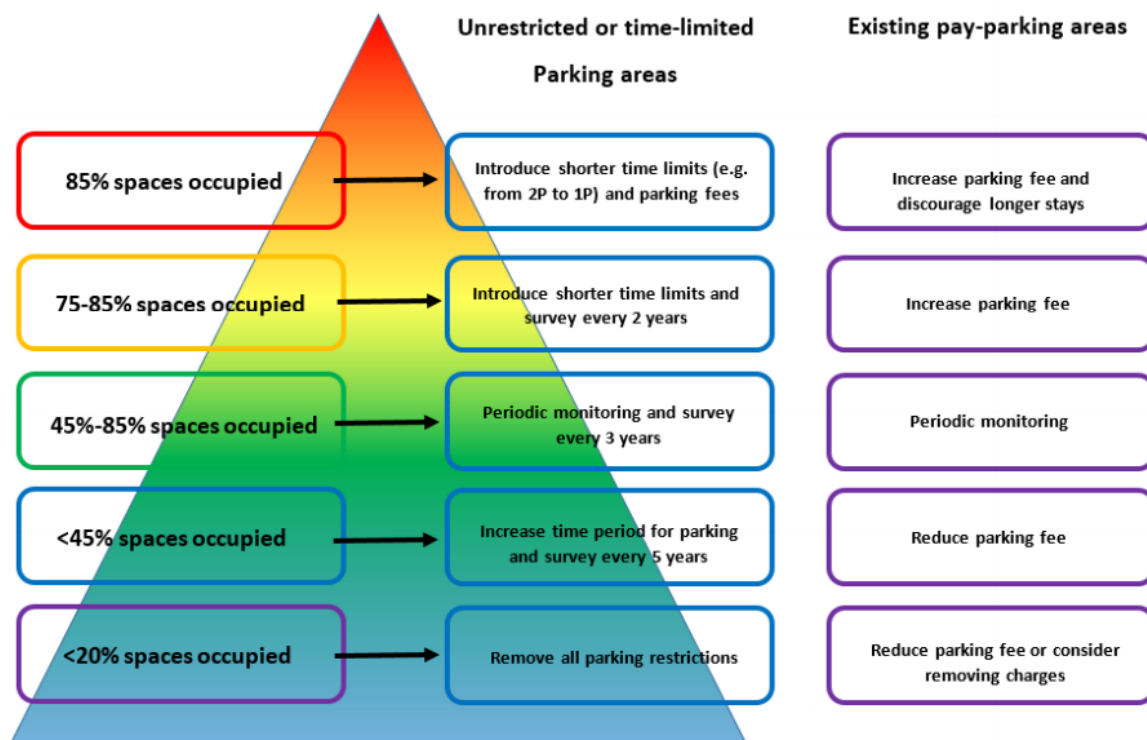 Unrestricted or time-limited
Parking areas
Existing pay-parking areas
85% spaces occupied
Introduce shorter time limits (e.g.
from 2P to 1P) and parking fees
Increase parking fee and
discourage longer stays
75-85% spaces occupied
Introduce shorter time limits and
survey every 2 years
Increase parking fee
45%-85% spaces occupied
Periodic monitoring and survey
every 3 years
Periodic monitoring
<45% spaces occupied
Increase time period for parking
and survey every 5 years
Reduce parking fee
<20% spaces occupied
Remove all parking restrictions
Reduce parking fee or consider
removing charges